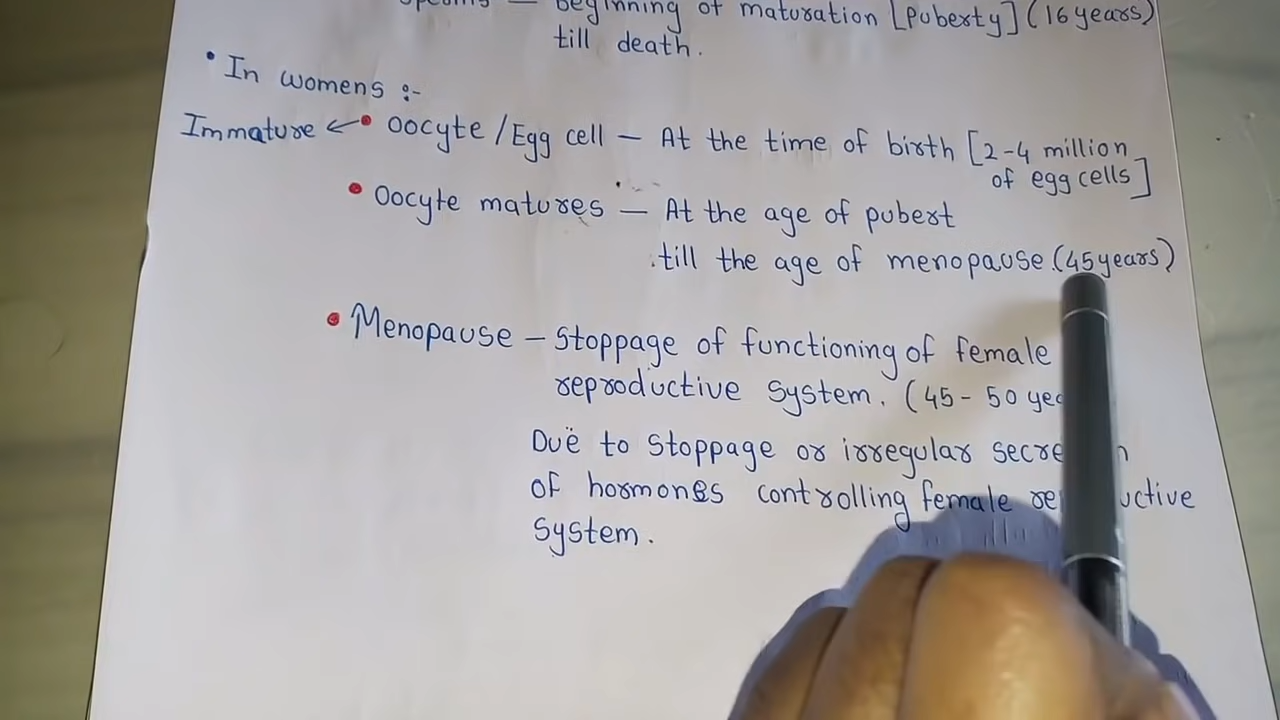 — Beginning of maturation [Puberty] (16 years)
till death.
• In womens :-
Immature ← • Oocyte / Egg cell — At the time of birth [2-4 million
of egg cells]
• Oocyte matures — At the age of pubert
till the age of menopause. (45 years)
• Menopause — Stoppage of functioning of female
reproductive System. (45 - 50
Due to Stoppage or irregular
of hormones controlling female
System.